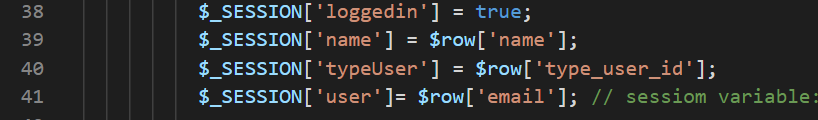 38 $_SESSION['loggedin'] = true;
39 $_SESSION['name'] = $row['name'];
40 $_SESSION['typeUser'] = $row['type_user_id'];
41 $_SESSION['user']= $row['email']; // sessiom variable: